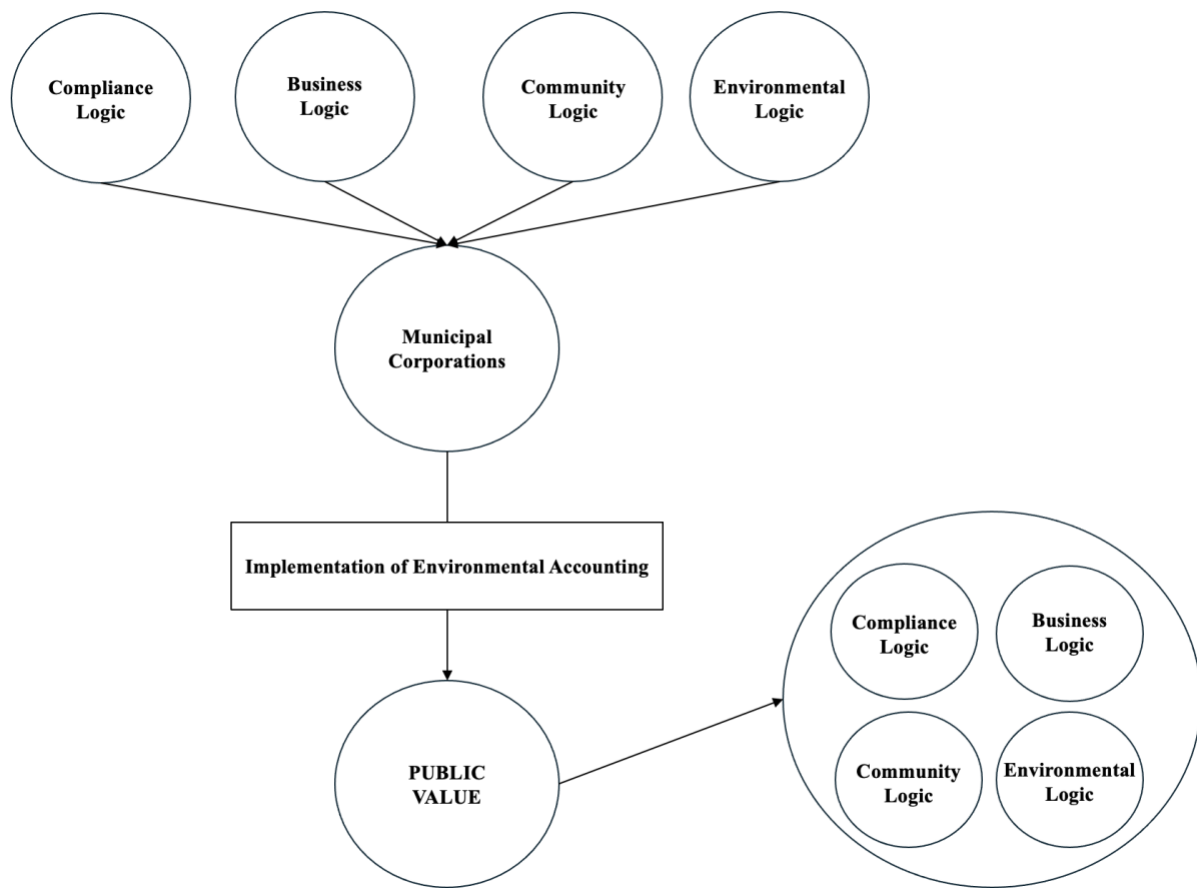 Compliance
Logic
Business
Logic
Community
Logic
Environmental
Logic
Municipal
Corporations
Implementation of Environmental Accounting
PUBLIC
VALUE
Compliance
Logic
Business
Logic
Community
Logic
Environmental
Logic